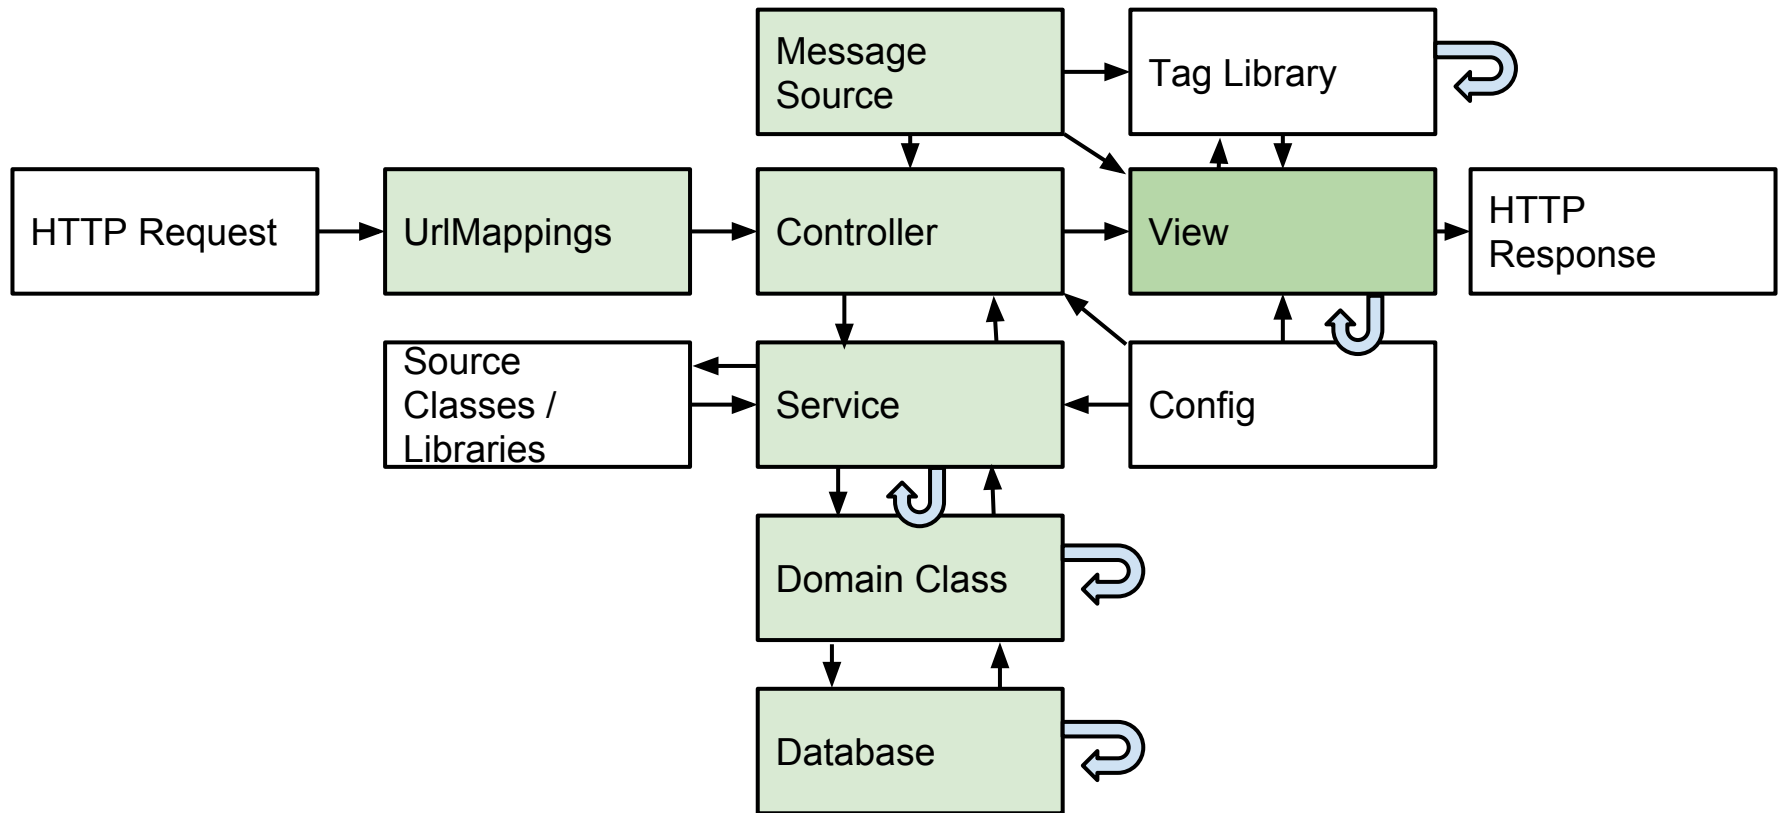 Message
Source
Tag Library
HTTP Request
UrlMappings
Controller
View
HTTP
Response
Source
Classes /
Libraries
Service
Config
Domain Class
Database